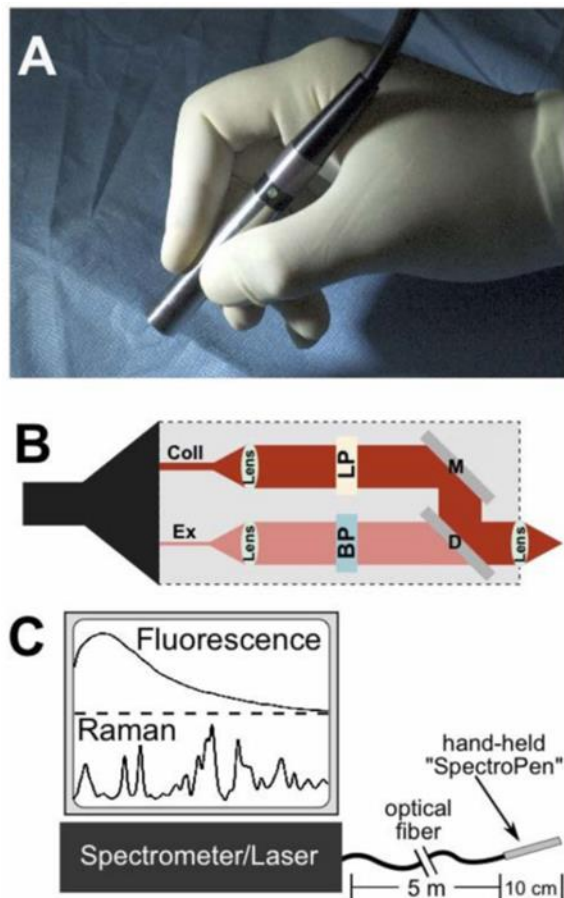 A
B
Coll
Lens
LP
M
Ex
Lens
BP
D
Lens
C
Fluorescence
Raman
hand-held
"SpectroPen"
optical
fiber
Spectrometer/Laser
5 m
10 cm